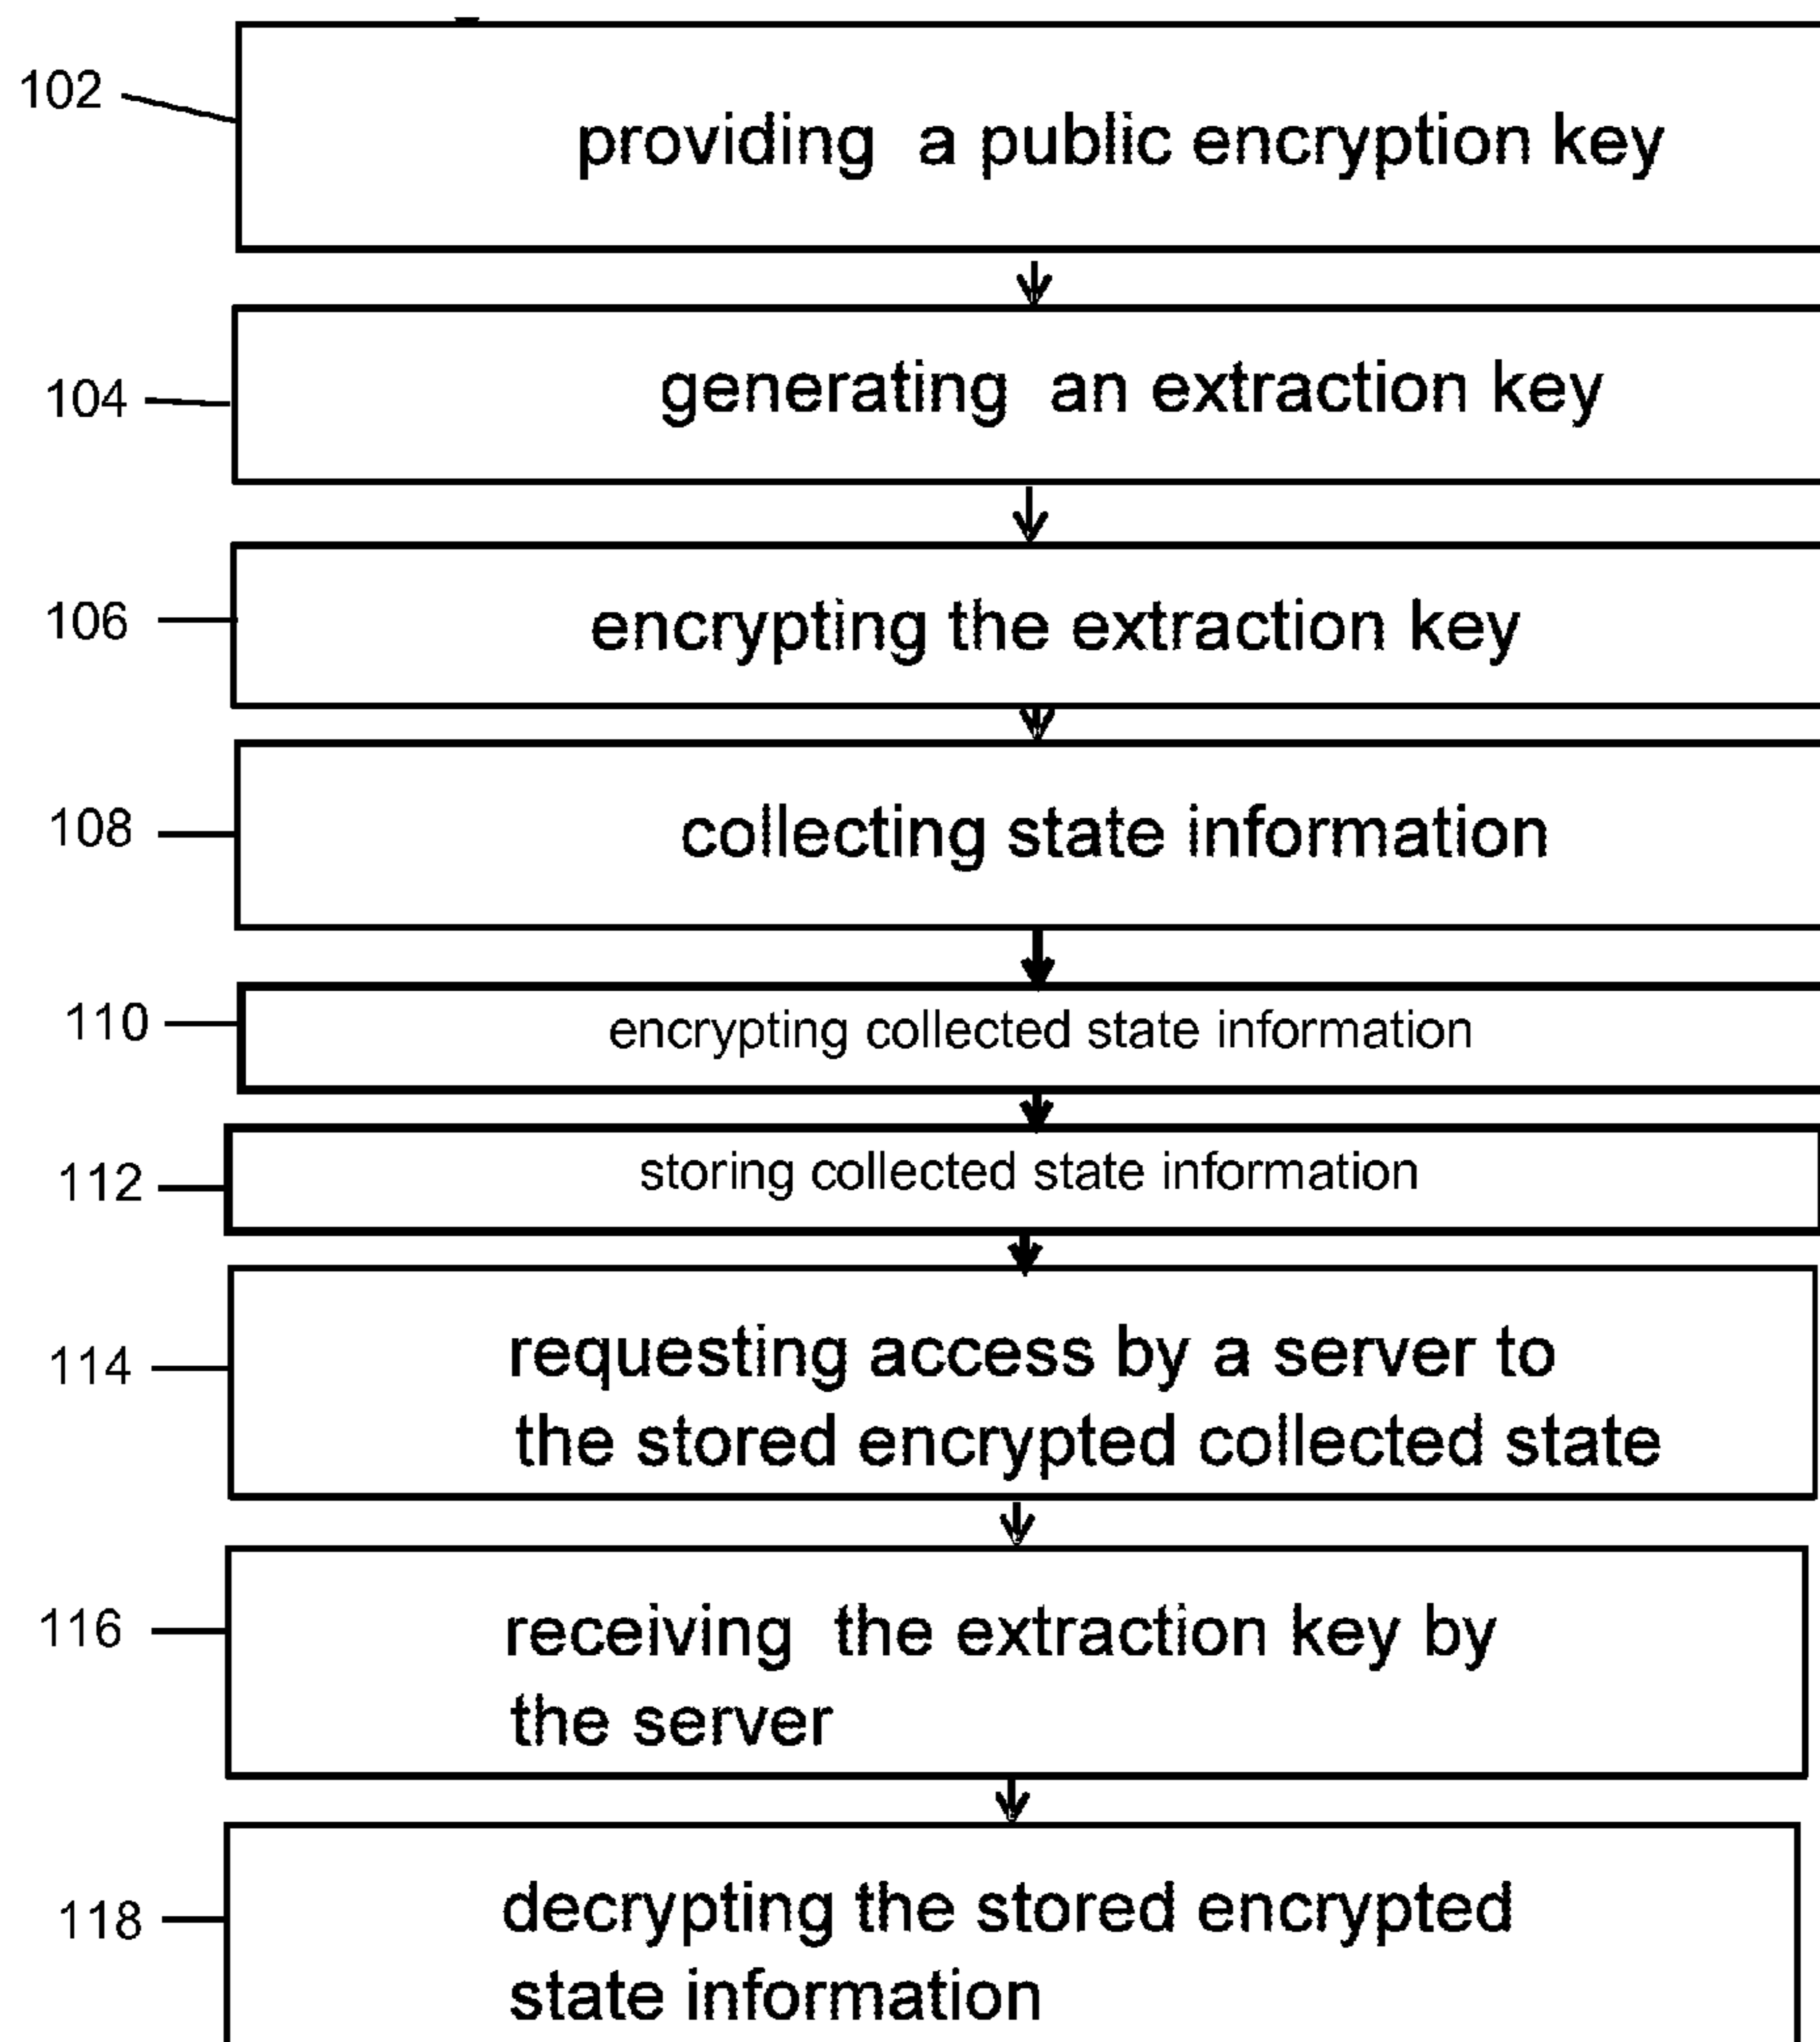 102
providing a public encryption key
104
generating an extraction key
106
encrypting the extraction key
108
collecting state information
110
encrypting collected state information
112
storing collected state information
114
requesting access by a server to
the stored encrypted collected state
116
receiving the extraction key by
the server
118
decrypting the stored encrypted
state information